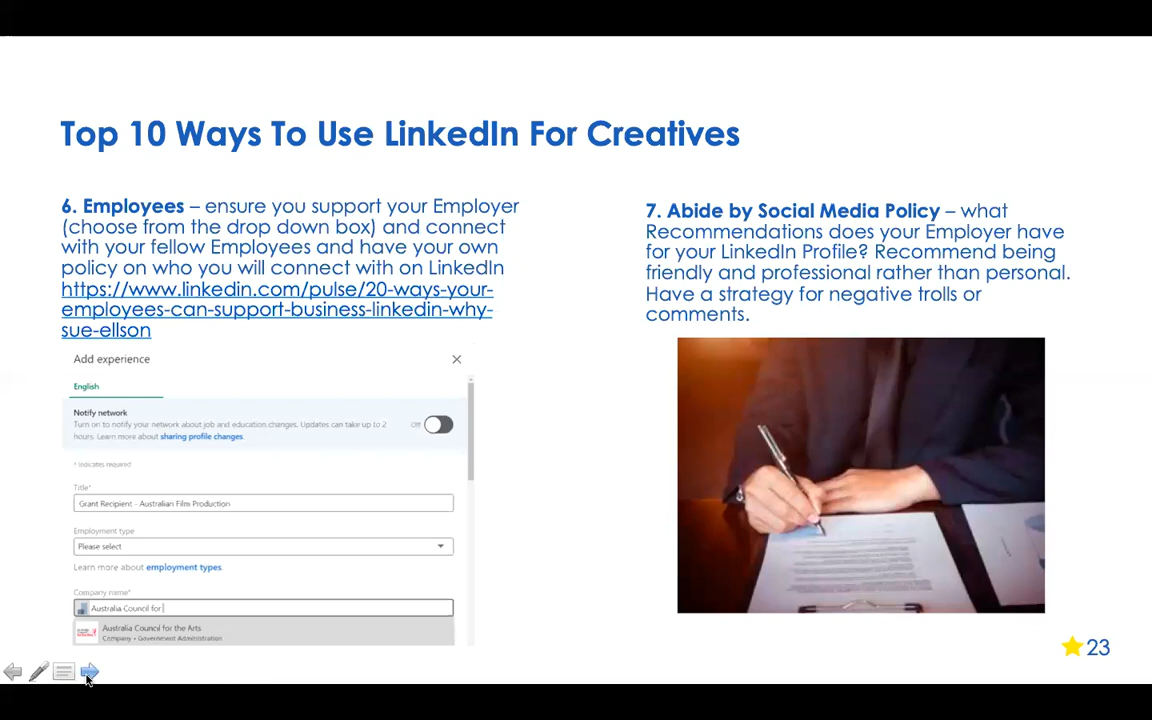 Top 10 Ways To Use LinkedIn For Creatives
6. Employees – ensure you support your Employer
(choose from the drop down box) and connect
with your fellow Employees and have your own
policy on who you will connect with on LinkedIn
https://www.linkedin.com/pulse/20-ways-your-
employees-can-support-business-linkedin-why-
sue-ellson
Add experience
English
Notify network
Turn on to notify your network about job and education changes. Updates can take up to 2
Off
hours. Learn more about sharing profile changes.
* Indicates required
Title*
Grant Recipient - Australian Film Production
Employment type
Please select
Learn more about employment types.
Company name*
Australia Council for
Australia Council for the Arts
Company • Government Administration
7. Abide by Social Media Policy – what
Recommendations does your Employer have
for your LinkedIn Profile? Recommend being
friendly and professional rather than personal.
Have a strategy for negative trolls or
comments.
23